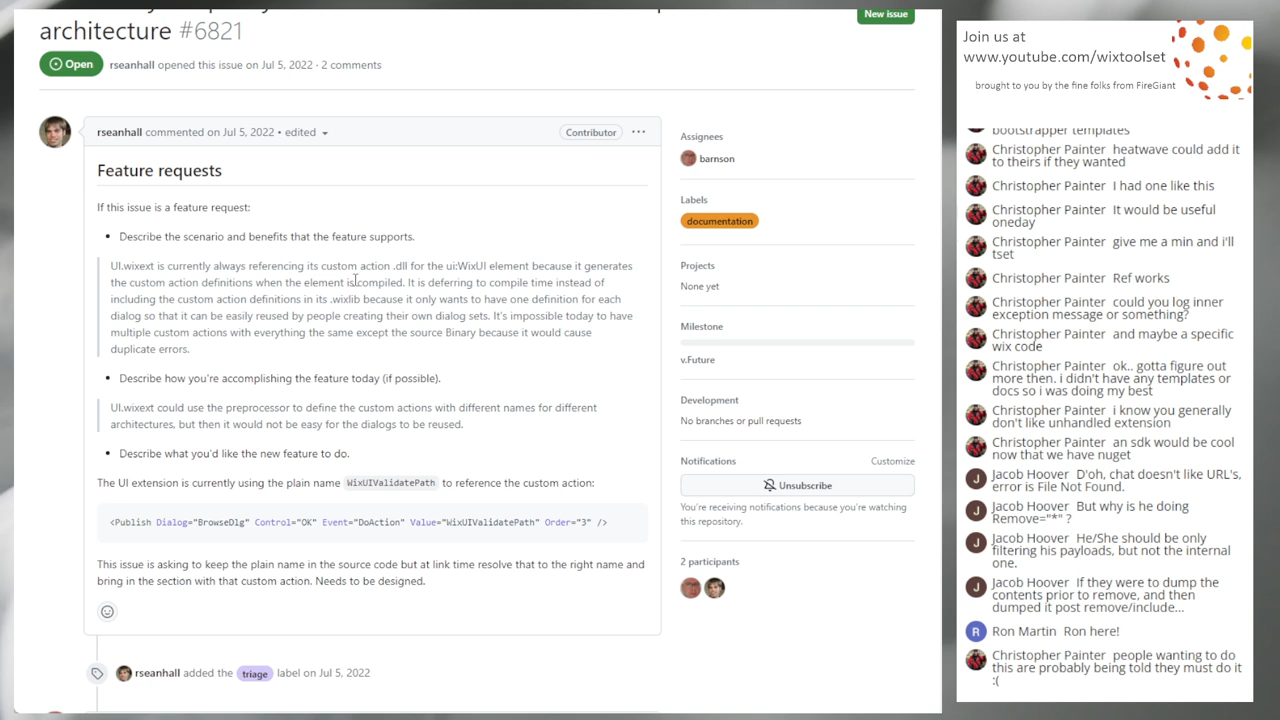 architecture #6821
New issue
Open
rseanhall opened this issue on Jul 5, 2022 · 2 comments
rseanhall commented on Jul 5, 2022 • edited
Contributor
Feature requests
If this issue is a feature request:
• Describe the scenario and benefits that the feature supports.
UI.wixext is currently always referencing its custom action .dll for the ui:WixUI element because it generates
the custom action definitions when the element is compiled. It is deferring to compile time instead of
including the custom action definitions in its .wixlib because it only wants to have one definition for each
dialog so that it can be easily reused by people creating their own dialog sets. It's impossible today to have
multiple custom actions with everything the same except the source Binary because it would cause
duplicate errors.
• Describe how you're accomplishing the feature today (if possible).
UI.wixext could use the preprocessor to define the custom actions with different names for different
architectures, but then it would not be easy for the dialogs to be reused.
• Describe what you'd like the new feature to do.
The UI extension is currently using the plain name WixUIValidatePath to reference the custom action:
<Publish Dialog="BrowseDlg" Control="OK" Event="DoAction" Value="WixUIValidatePath" Order="3" />
This issue is asking to keep the plain name in the source code but at link time resolve that to the right name and
bring in the section with that custom action. Needs to be designed.
rseanhall added the triage label on Jul 5, 2022
Assignees
barnson
Labels
documentation
Projects
None yet
Milestone
v.Future
Development
No branches or pull requests
Notifications
Customize
Unsubscribe
You're receiving notifications because you're watching
this repository.
2 participants
Join us at
www.youtube.com/wixtoolset
brought to you by the fine folks from FireGiant
bootstrapper templates
Christopher Painter heatwave could add it
to theirs if they wanted
Christopher Painter I had one like this
Christopher Painter It would be useful
oneday
Christopher Painter give me a min and i'll
tset
Christopher Painter Ref works
Christopher Painter could you log inner
exception message or something?
Christopher Painter and maybe a specific
wix code
Christopher Painter ok.. gotta figure out
more then. i didn't have any templates or
docs so i was doing my best
Christopher Painter i know you generally
don't like unhandled extension
Christopher Painter an sdk would be cool
now that we have nuget
J Jacob Hoover D'oh, chat doesn't like URL's,
error is File Not Found.
J Jacob Hoover But why is he doing
Remove="*" ?
J Jacob Hoover He/She should be only
filtering his payloads, but not the internal
one.
J Jacob Hoover If they were to dump the
contents prior to remove, and then
dumped it post remove/include...
R Ron Martin Ron here!
Christopher Painter people wanting to do
this are probably being told they must do it
:(